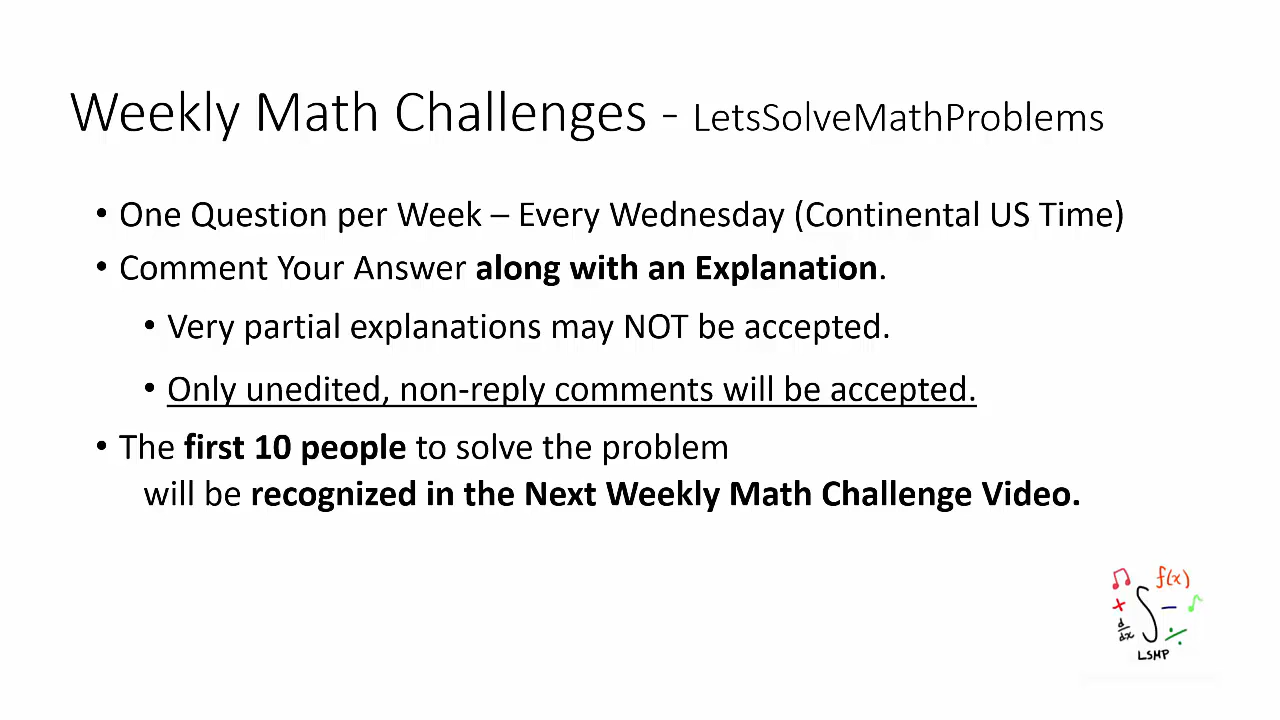 Weekly Math Challenges - LetsSolveMathProblems
• One Question per Week – Every Wednesday (Continental US Time)
• Comment Your Answer along with an Explanation.
• Very partial explanations may NOT be accepted.
• Only unedited, non-reply comments will be accepted.
• The first 10 people to solve the problem
will be recognized in the Next Weekly Math Challenge Video.
f(x)
+ ∫ –
d/dx ÷
LSMP